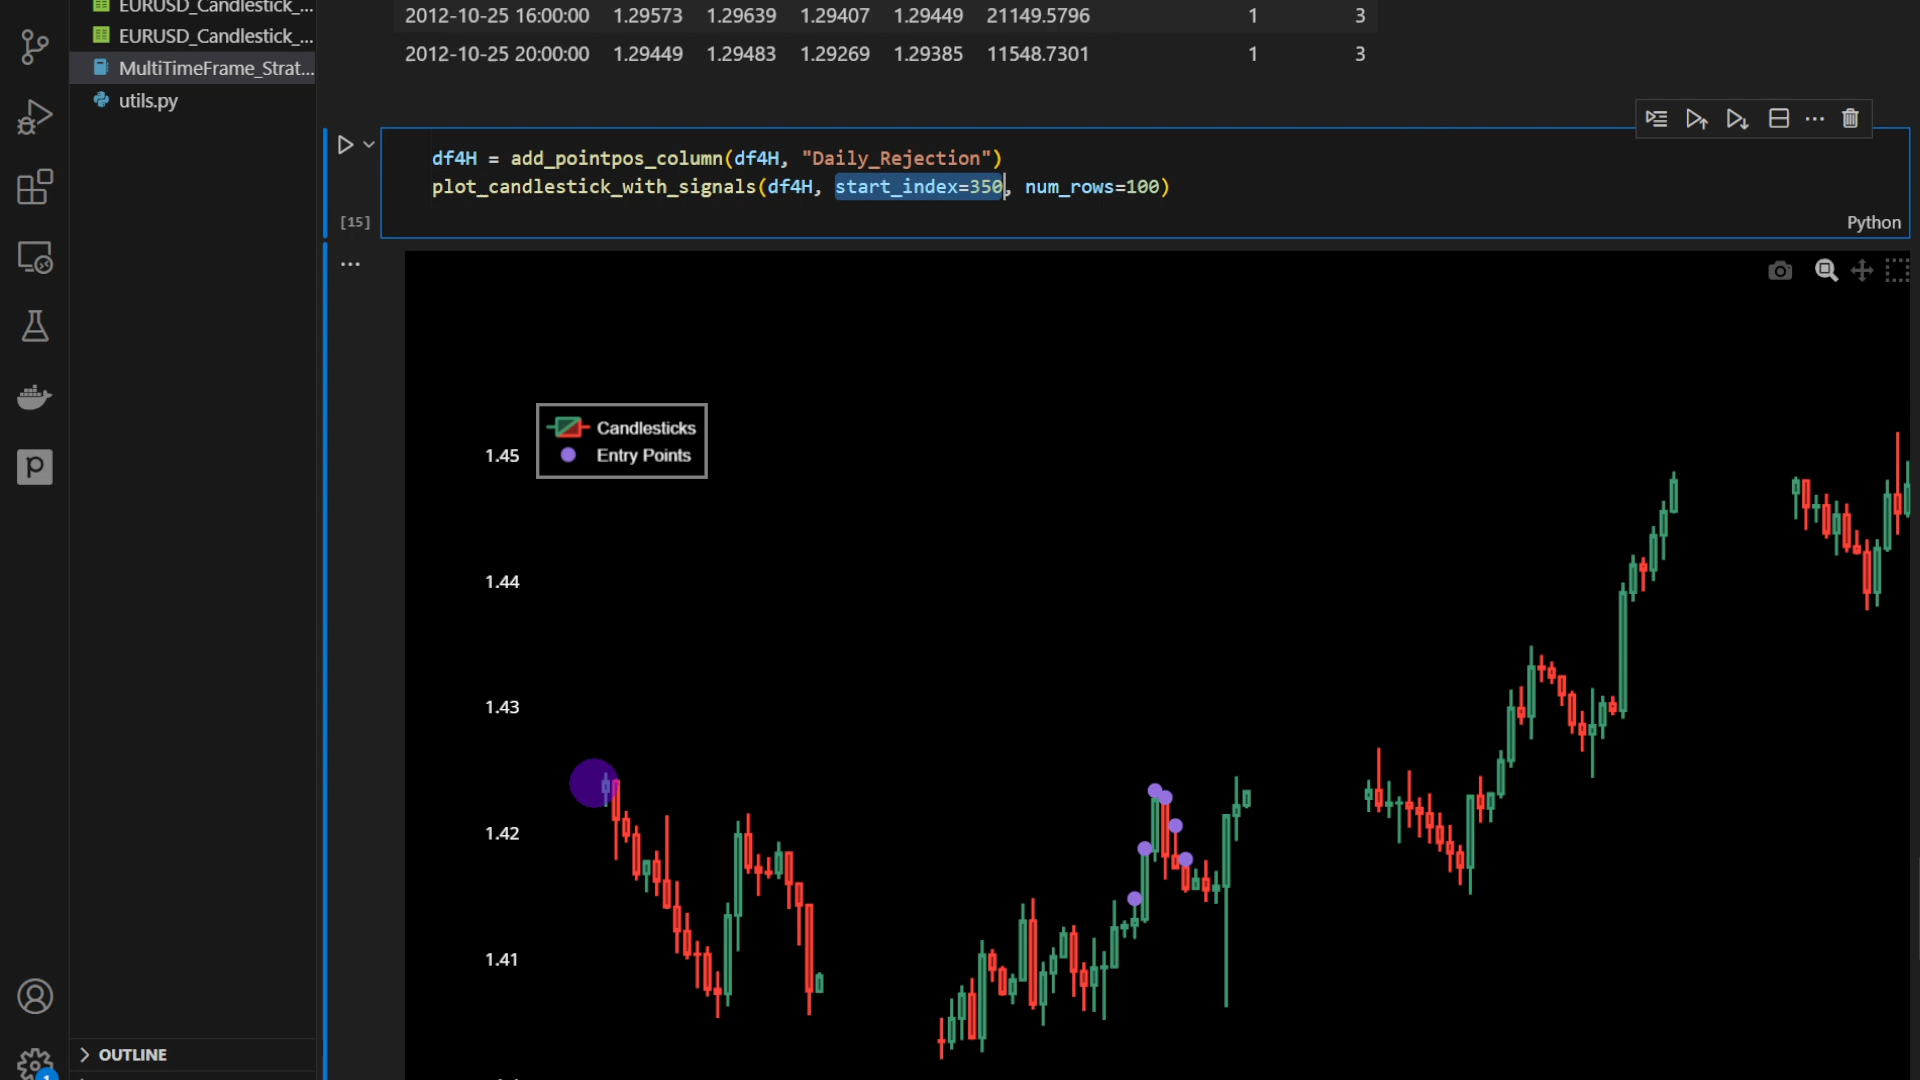 EURUSD_Candlestick_...
EURUSD_Candlestick_...
MultiTimeFrame_Strat...
utils.py
OUTLINE
1
2012-10-25 16:00:00 1.29573 1.29639 1.29407 1.29449 21149.5796 1 3
2012-10-25 20:00:00 1.29449 1.29483 1.29269 1.29385 11548.7301 1 3
df4H = add_pointpos_column(df4H, "Daily_Rejection")
plot_candlestick_with_signals(df4H, start_index=350, num_rows=100)
[15]
Python
Candlesticks
Entry Points
1.45
1.44
1.43
1.42
1.41